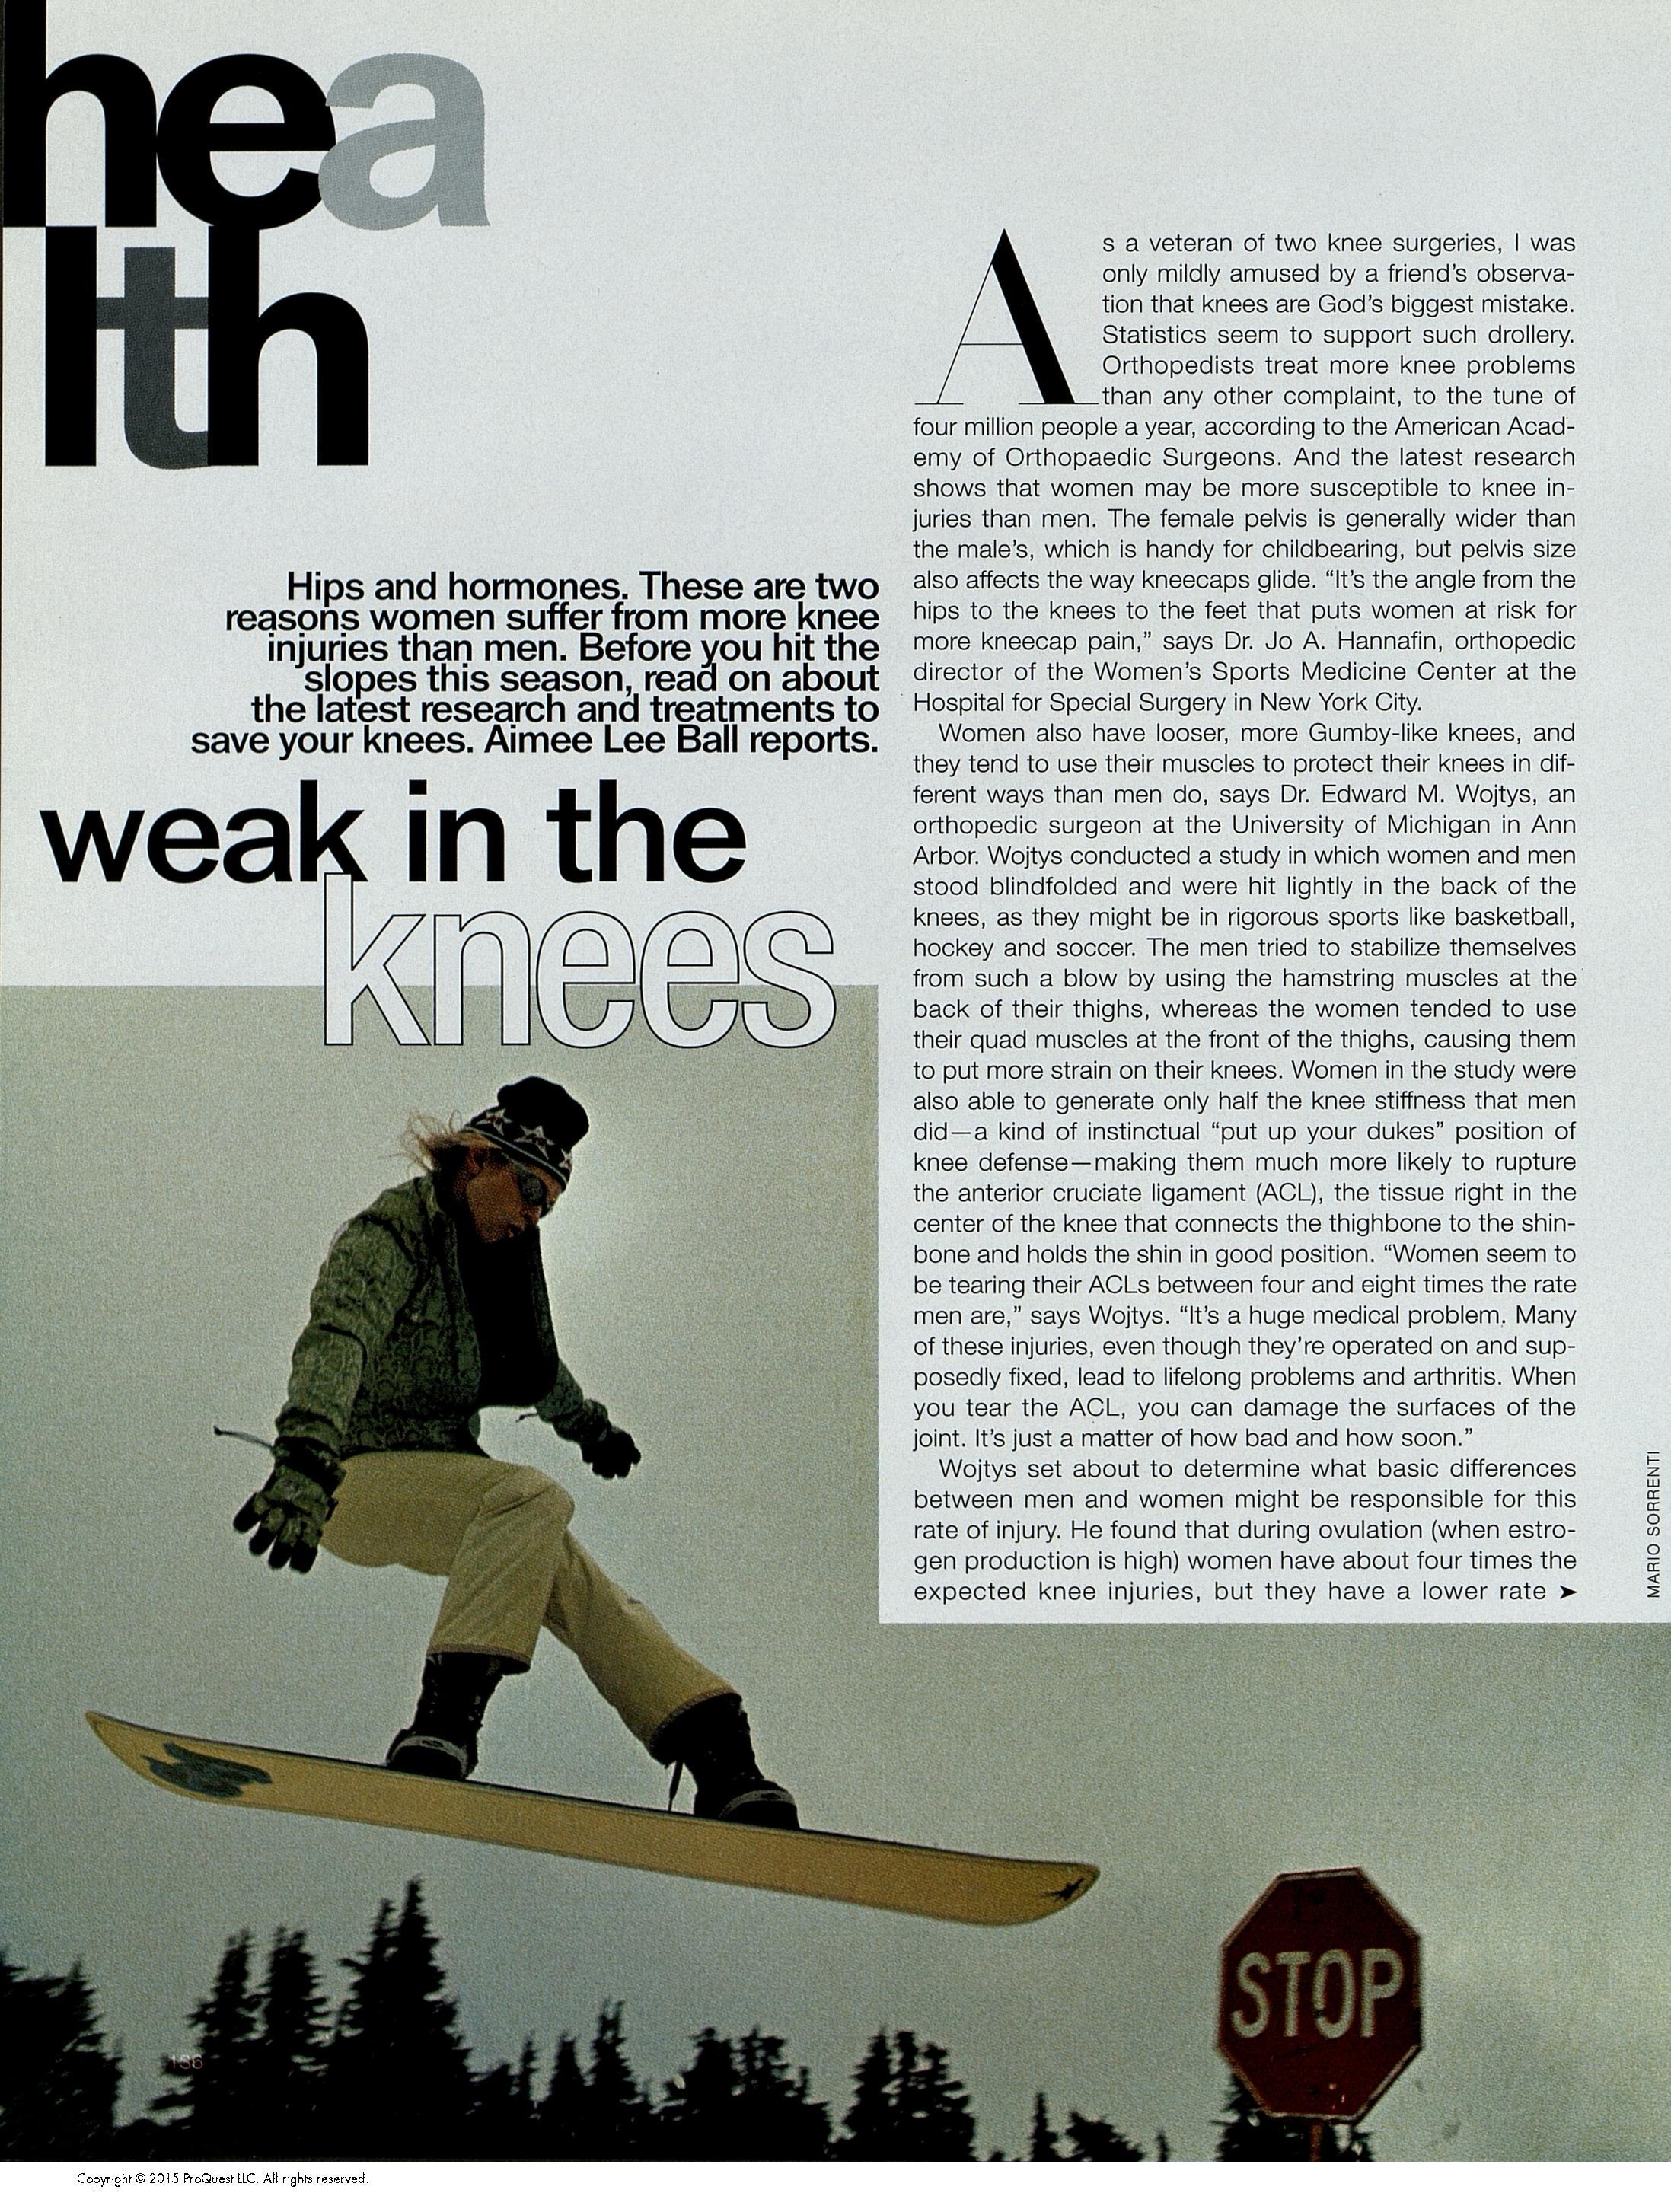 hea
lth
Hips and hormones. These are two
reasons women suffer from more knee
injuries than men. Before you hit the
slopes this season, read on about
the latest research and treatments to
save your knees. Aimee Lee Ball reports.
weak in the
knees
As a veteran of two knee surgeries, I was
only mildly amused by a friend’s observa-
tion that knees are God’s biggest mistake.
Statistics seem to support such drollery.
Orthopedists treat more knee problems
than any other complaint, to the tune of
four million people a year, according to the American Acad-
emy of Orthopaedic Surgeons. And the latest research
shows that women may be more susceptible to knee in-
juries than men. The female pelvis is generally wider than
the male’s, which is handy for childbearing, but pelvis size
also affects the way kneecaps glide. “It’s the angle from the
hips to the knees to the feet that puts women at risk for
more kneecap pain,” says Dr. Jo A. Hannafin, orthopedic
director of the Women’s Sports Medicine Center at the
Hospital for Special Surgery in New York City.
Women also have looser, more Gumby-like knees, and
they tend to use their muscles to protect their knees in dif-
ferent ways than men do, says Dr. Edward M. Wojtys, an
orthopedic surgeon at the University of Michigan in Ann
Arbor. Wojtys conducted a study in which women and men
stood blindfolded and were hit lightly in the back of the
knees, as they might be in rigorous sports like basketball,
hockey and soccer. The men tried to stabilize themselves
from such a blow by using the hamstring muscles at the
back of their thighs, whereas the women tended to use
their quad muscles at the front of the thighs, causing them
to put more strain on their knees. Women in the study were
also able to generate only half the knee stiffness that men
did—a kind of instinctual “put up your dukes” position of
knee defense—making them much more likely to rupture
the anterior cruciate ligament (ACL), the tissue right in the
center of the knee that connects the thighbone to the shin-
bone and holds the shin in good position. “Women seem to
be tearing their ACLs between four and eight times the rate
men are,” says Wojtys. “It’s a huge medical problem. Many
of these injuries, even though they’re operated on and sup-
posedly fixed, lead to lifelong problems and arthritis. When
you tear the ACL, you can damage the surfaces of the
joint. It’s just a matter of how bad and how soon.”
Wojtys set about to determine what basic differences
between men and women might be responsible for this
rate of injury. He found that during ovulation (when estro-
gen production is high) women have about four times the
expected knee injuries, but they have a lower rate ➤
MARIO SORRENTI
STOP
Copyright © 2015 ProQuest LLC. All rights reserved.